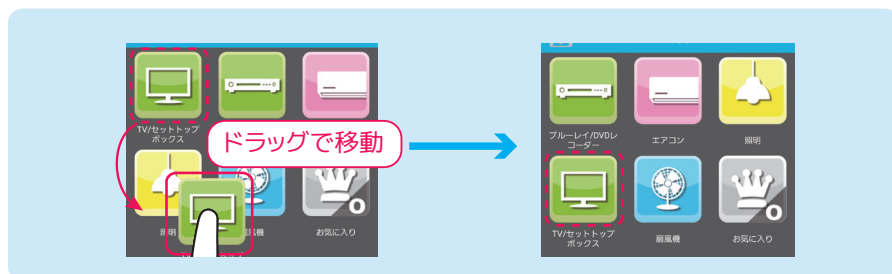 TV/セットトップ
ボックス
ドラッグで移動
照明
扇風機
お気に入り
O
ブルーレイ/DVDレ
コーダー
エアコン
照明
TV/セットトップ
ボックス
扇風機
お気に入り
O